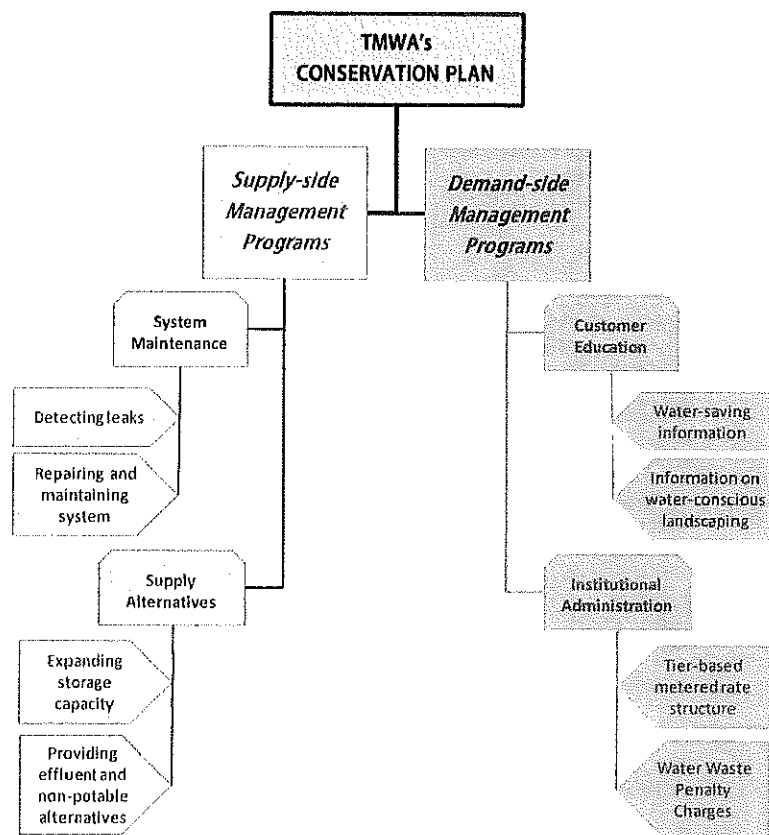 TMWA's
CONSERVATION PLAN
Supply-side
Management
Programs
Demand-side
Management
Programs
System
Maintenance
Detecting leaks
Repairing and
maintaining
system
Supply
Alternatives
Expanding
storage
capacity
Providing
effluent and
non-potable
alternatives
Customer
Education
Water-saving
information
Information on
water-conscious
landscaping
Institutional
Administration
Tier-based
metered rate
structure
Water Waste
Penalty
Charges